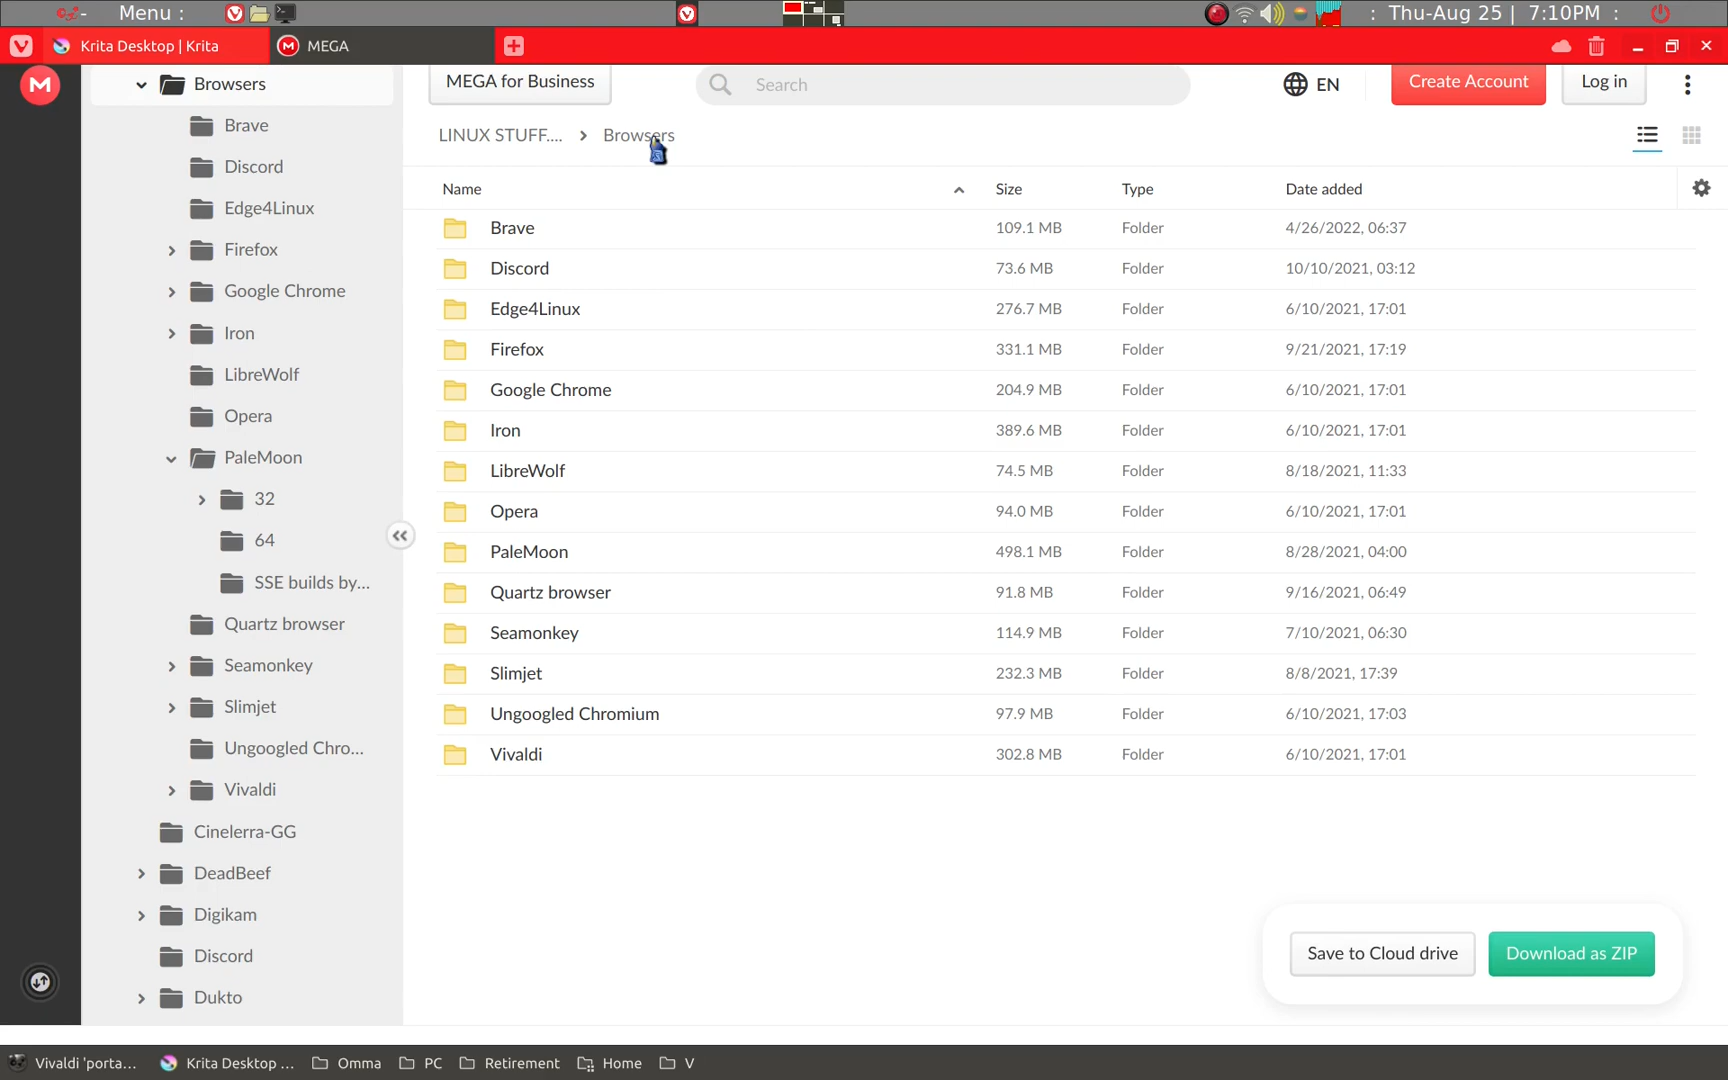 Menu :
: Thu-Aug 25 | 7:10PM :
Krita Desktop | Krita
MEGA
Browsers
Brave
Discord
Edge4Linux
Firefox
Google Chrome
Iron
LibreWolf
Opera
PaleMoon
32
64
SSE builds by...
Quartz browser
Seamonkey
Slimjet
Ungoogled Chro...
Vivaldi
Cinelerra-GG
DeadBeef
Digikam
Discord
Dukto
MEGA for Business
Search
EN
Create Account
Log in
LINUX STUFF.... > Browsers
Name Size Type Date added
Brave 109.1 MB Folder 4/26/2022, 06:37
Discord 73.6 MB Folder 10/10/2021, 03:12
Edge4Linux 276.7 MB Folder 6/10/2021, 17:01
Firefox 331.1 MB Folder 9/21/2021, 17:19
Google Chrome 204.9 MB Folder 6/10/2021, 17:01
Iron 389.6 MB Folder 6/10/2021, 17:01
LibreWolf 74.5 MB Folder 8/18/2021, 11:33
Opera 94.0 MB Folder 6/10/2021, 17:01
PaleMoon 498.1 MB Folder 8/28/2021, 04:00
Quartz browser 91.8 MB Folder 9/16/2021, 06:49
Seamonkey 114.9 MB Folder 7/10/2021, 06:30
Slimjet 232.3 MB Folder 8/8/2021, 17:39
Ungoogled Chromium 97.9 MB Folder 6/10/2021, 17:03
Vivaldi 302.8 MB Folder 6/10/2021, 17:01
Save to Cloud drive
Download as ZIP
Vivaldi 'porta...
Krita Desktop ...
Omma
PC
Retirement
Home
V